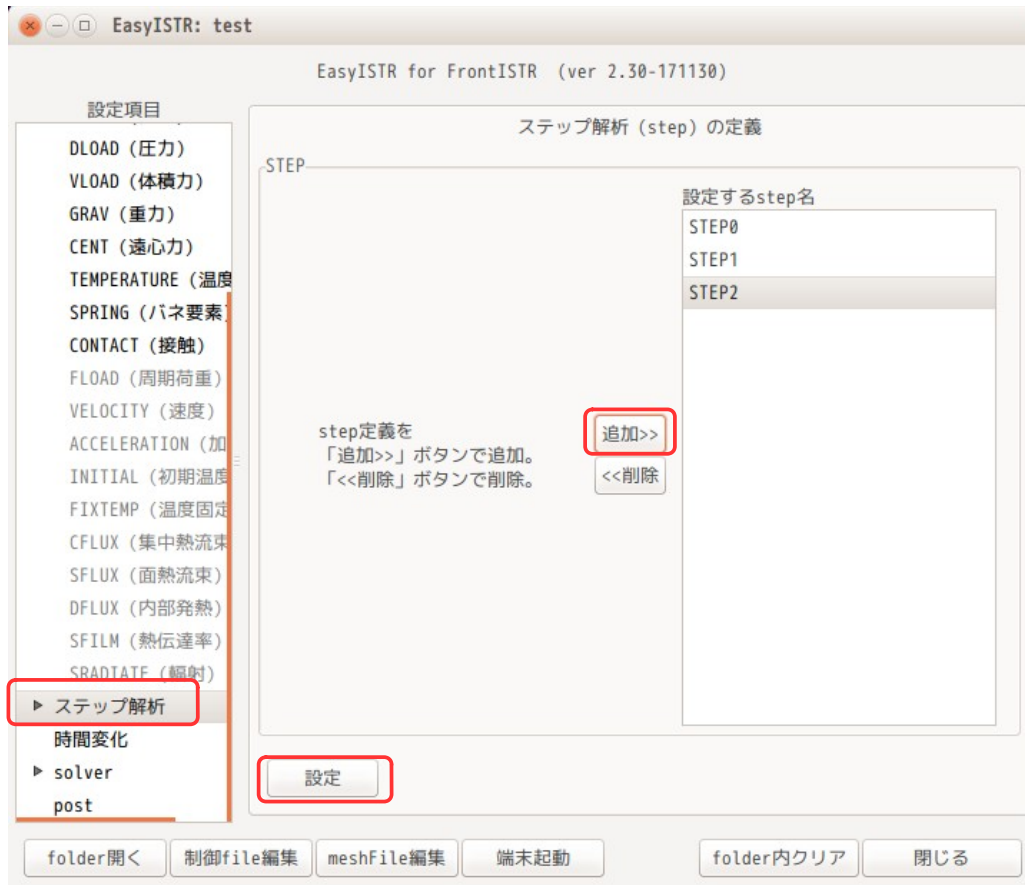 EasyISTR: test
EasyISTR for FrontISTR (ver 2.30-171130)
設定項目
DLOAD (圧力)
VLOAD (体積力)
GRAV (重力)
CENT (遠心力)
TEMPERATURE (温度
SPRING (バネ要素)
CONTACT (接触)
FLOAD (周期荷重)
VELOCITY (速度)
ACCELERATION (加
INITIAL (初期温度
FIXTEMP (温度固定
CFLUX (集中熱流束
SFLUX (面熱流束)
DFLUX (内部発熱)
SFILM (熱伝達率)
SRADIATE (輻射)
ステップ解析
時間変化
solver
post
ステップ解析 (step) の定義
STEP
設定するstep名
STEP0
STEP1
STEP2
step定義を
「追加>>」ボタンで追加。
「<<削除」ボタンで削除。
追加>>
<<削除
設定
folder開く 制御file編集 meshFile編集 端末起動 folder内クリア 閉じる